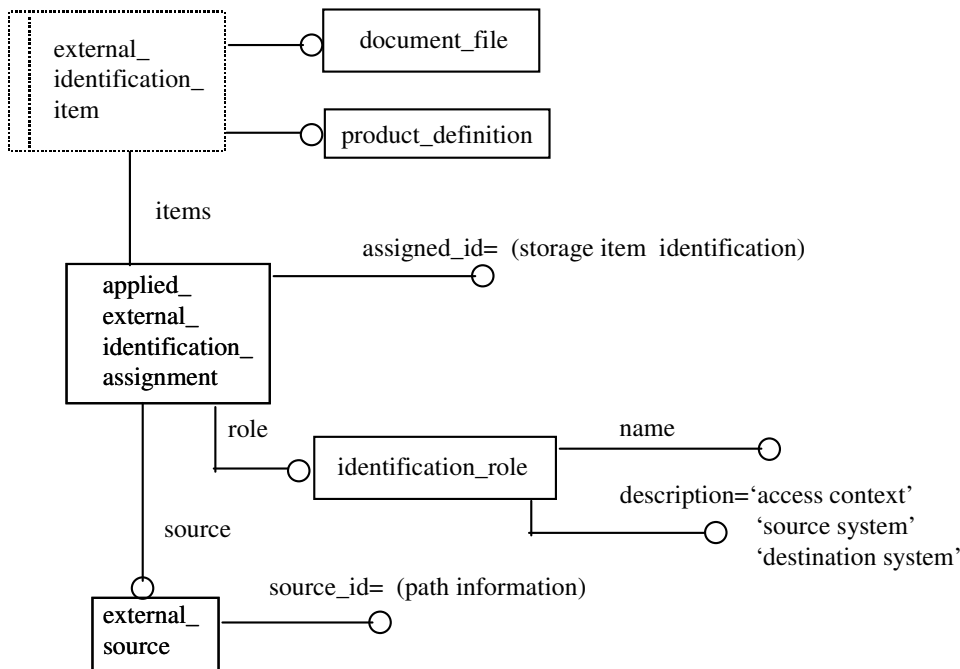 external_
identification_
item
document_file
product_definition
items
assigned_id= (storage item identification)
applied_
external_
identification_
assignment
role
name
identification_role
description=‘access context’
‘source system’
‘destination system’
source
source_id= (path information)
external_
source